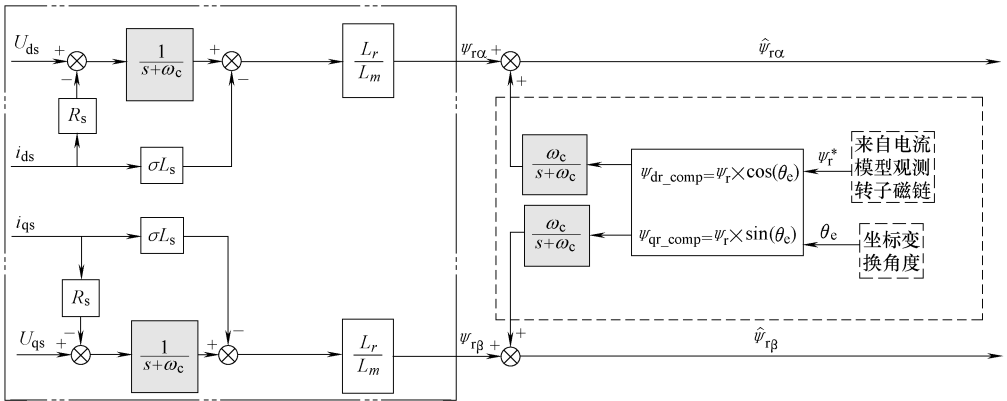 U_ds + −
1/(s+ω_c)
+ −
L_r/L_m
ψ_rα +
+
ψ̂_rα
R_s
i_ds
σL_s
ω_c/(s+ω_c)
ψ_dr_comp=ψ_r×cos(θ_e)
ψ_r*
来自电流
模型观测
转子磁链
i_qs
σL_s
ω_c/(s+ω_c)
ψ_qr_comp=ψ_r×sin(θ_e)
θ_e
坐标变
换角度
R_s
U_qs + −
1/(s+ω_c)
+ −
L_r/L_m
ψ_rβ +
+
ψ̂_rβ